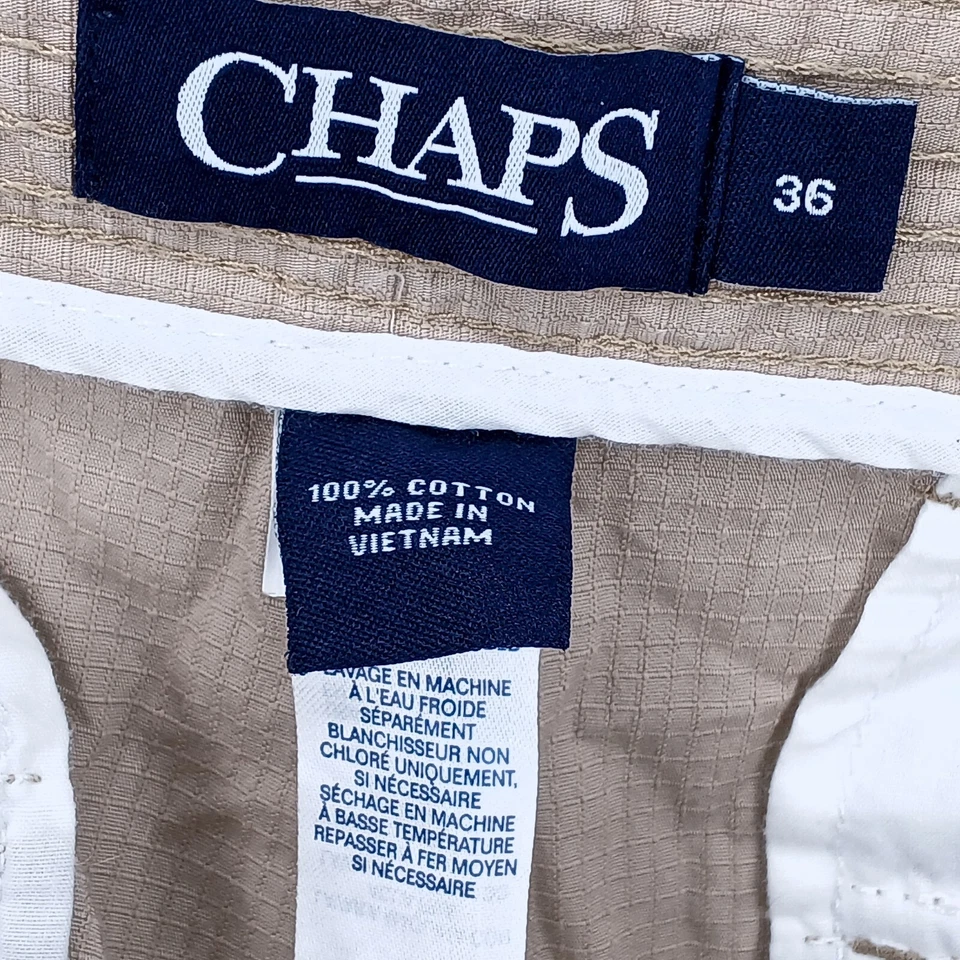 CHAPS
36
100% COTTON
MADE IN
VIETNAM
LAVAGE EN MACHINE
À L'EAU FROIDE
SÉPARÉMENT
BLANCHISSEUR NON
CHLORÉ UNIQUEMENT,
SI NÉCESSAIRE
SÉCHAGE EN MACHINE
À BASSE TEMPÉRATURE
REPASSER À FER MOYEN
SI NÉCESSAIRE